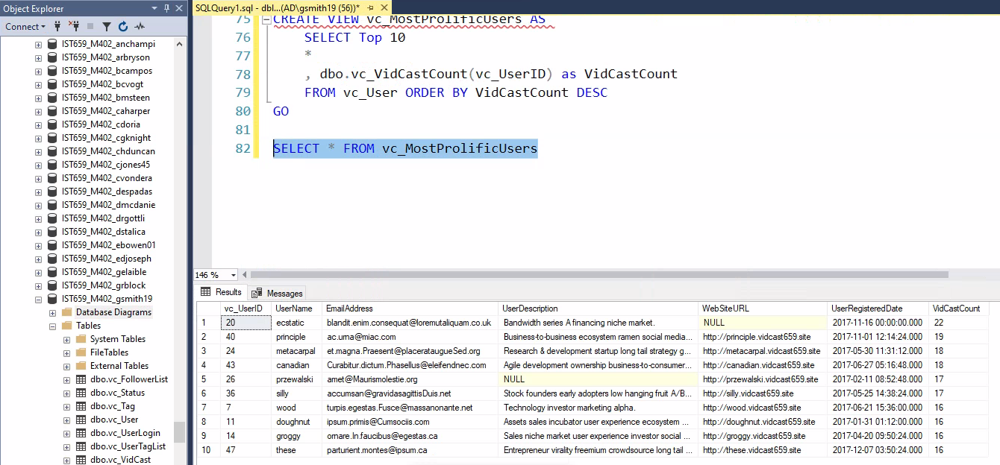 Object Explorer
Connect
IST659_M402_anchampi
IST659_M402_arbryson
IST659_M402_bcampos
IST659_M402_bcvogt
IST659_M402_bmsteen
IST659_M402_caharper
IST659_M402_cdoria
IST659_M402_cgknight
IST659_M402_chduncan
IST659_M402_cjones45
IST659_M402_cvondera
IST659_M402_despadas
IST659_M402_dmcdanie
IST659_M402_drgottli
IST659_M402_dstalica
IST659_M402_ebowen01
IST659_M402_edjoseph
IST659_M402_gelaible
IST659_M402_grblock
IST659_M402_gsmith19
Database Diagrams
Tables
System Tables
FileTables
External Tables
dbo.vc_FollowerList
dbo.vc_Status
dbo.vc_Tag
dbo.vc_User
dbo.vc_UserLogin
dbo.vc_UserTagList
dbo.vc_VidCast
SQLQuery1.sql - dbl...(AD\gsmith19 (56))*
75 CREATE VIEW vc_MostProlificUsers AS
76 SELECT Top 10
77 *
78 , dbo.vc_VidCastCount(vc_UserID) as VidCastCount
79 FROM vc_User ORDER BY VidCastCount DESC
80 GO
81
82 SELECT * FROM vc_MostProlificUsers
146 %
Results Messages
vc_UserID UserName EmailAddress UserDescription WebSiteURL UserRegisteredDate VidCastCount
1 20 ecstatic blandit.enim.consequat@loremutaliquam.co.uk Bandwidth series A financing niche market. NULL 2017-11-16 00:00:00.000 22
2 40 principle ac.urna@miac.com Business-to-business ecosystem ramen social media... http://principle.vidcast659.site 2017-11-01 12:14:24.000 19
3 24 metacarpal et.magna.Praesent@placerataugueSed.org Research & development startup long tail strategy g... http://metacarpal.vidcast659.site 2017-05-30 11:31:12.000 18
4 43 canadian Curabitur.dictum.Phasellus@eleifendnec.com Agile development ownership business-to-consumer... http://canadian.vidcast659.site 2017-06-27 05:16:48.000 18
5 26 przewalski amet@Maurismolestie.org NULL http://przewalski.vidcast659.site 2017-02-11 08:52:48.000 17
6 36 silly accumsan@gravidasagittisDuis.net Stock founders early adopters low hanging fruit A/B... http://silly.vidcast659.site 2017-05-25 14:38:24.000 17
7 7 wood turpis.egestas.Fusce@massanonante.net Technology investor marketing alpha. http://wood.vidcast659.site 2017-06-21 15:36:00.000 16
8 11 doughnut ipsum.primis@Cumsociis.com Assets sales incubator user experience ecosystem ... http://doughnut.vidcast659.site 2017-01-31 01:12:00.000 16
9 14 groggy ornare.In.faucibus@egestas.ca Sales niche market user experience investor social ... http://groggy.vidcast659.site 2017-04-20 09:50:24.000 16
10 47 these parturient.montes@ipsum.ca Entrepreneur virality freemium crowdsource long tail ... http://these.vidcast659.site 2017-12-07 03:50:24.000 16